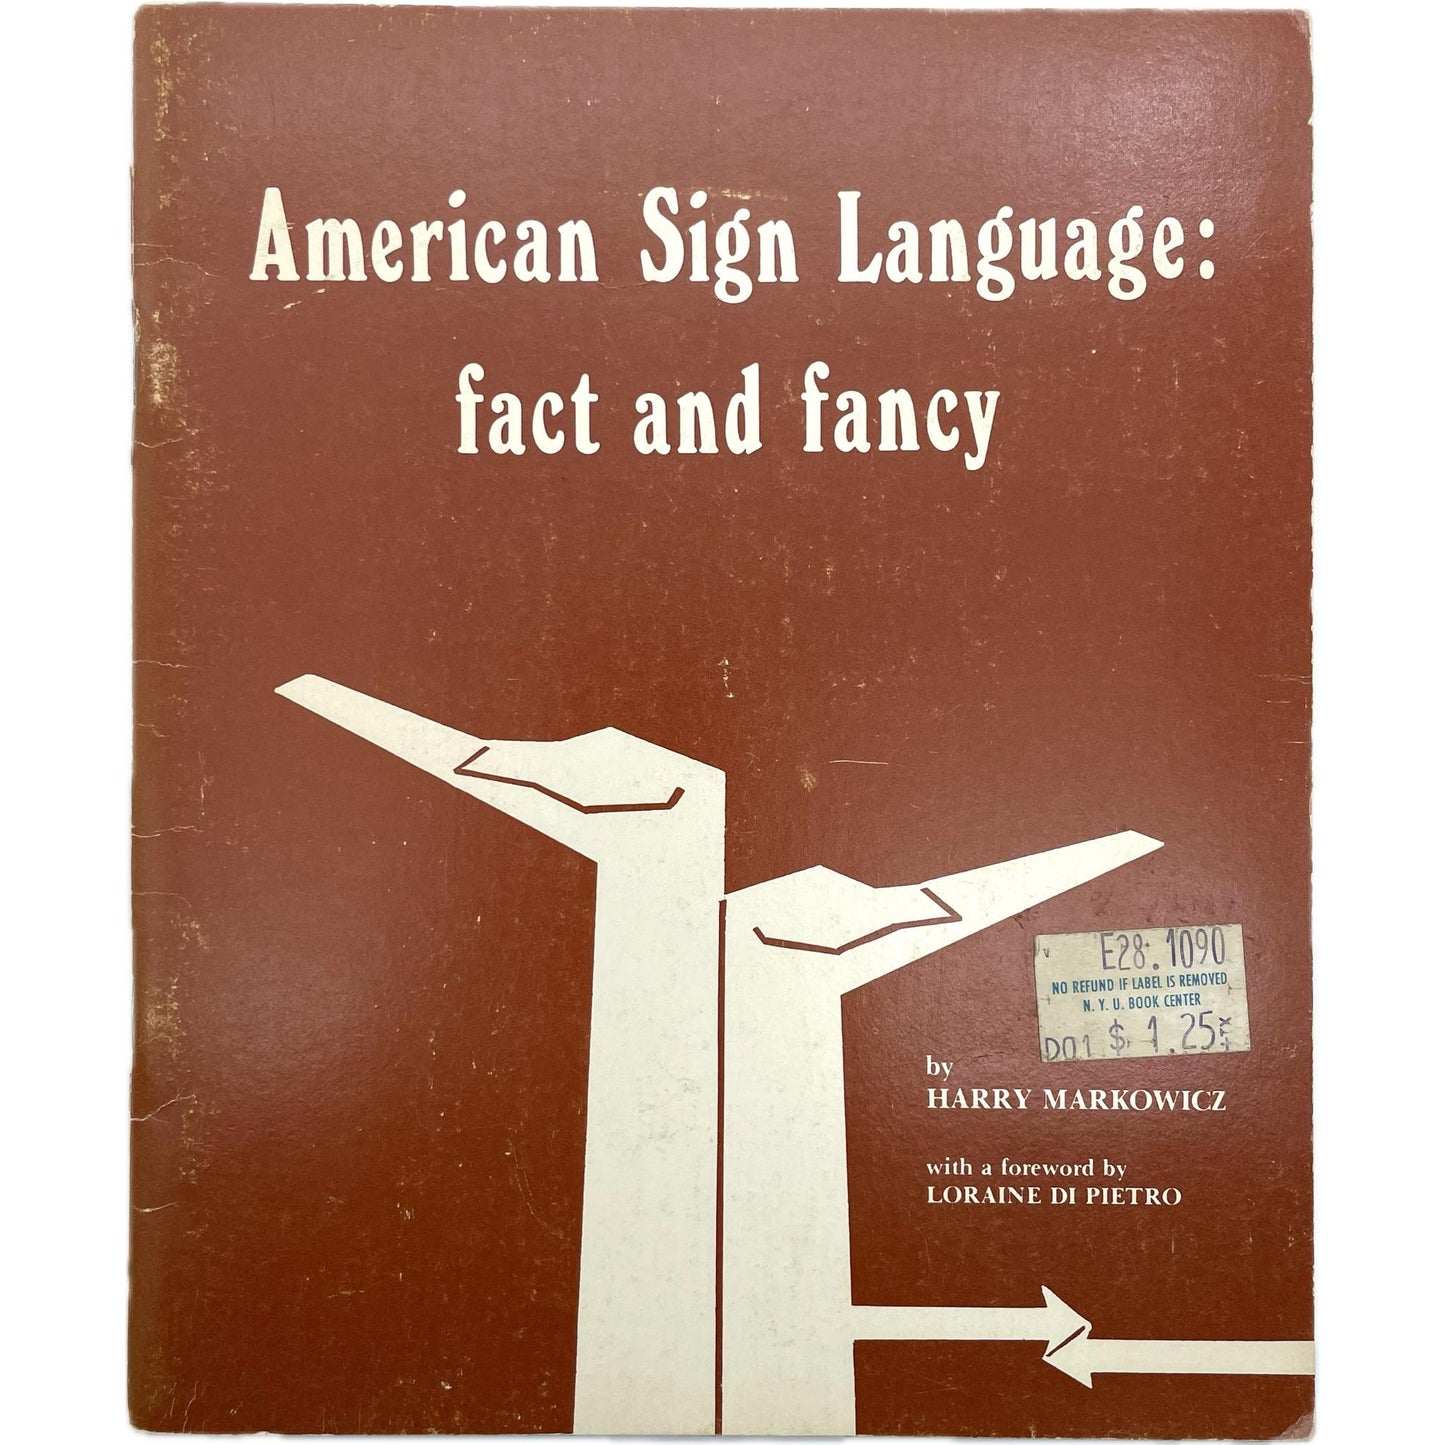 American Sign Language:
fact and fancy
E28.1090
NO REFUND IF LABEL IS REMOVED
N. Y. U. BOOK CENTER
D01 $ 1.25
+TX
by
HARRY MARKOWICZ
with a foreword by
LORAINE DI PIETRO